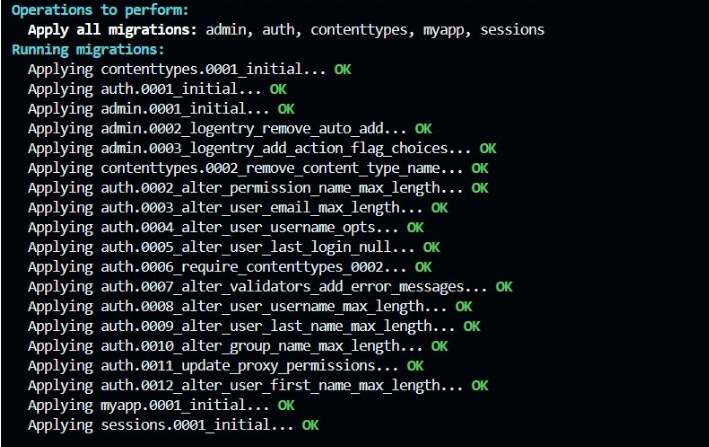 Operations to perform:
Apply all migrations: admin, auth, contenttypes, myapp, sessions
Running migrations:
Applying contenttypes.0001_initial... OK
Applying auth.0001_initial... OK
Applying admin.0001_initial... OK
Applying admin.0002_logentry_remove_auto_add... OK
Applying admin.0003_logentry_add_action_flag_choices... OK
Applying contenttypes.0002_remove_content_type_name... OK
Applying auth.0002_alter_permission_name_max_length... OK
Applying auth.0003_alter_user_email_max_length... OK
Applying auth.0004_alter_user_username_opts... OK
Applying auth.0005_alter_user_last_login_null... OK
Applying auth.0006_require_contenttypes_0002... OK
Applying auth.0007_alter_validators_add_error_messages... OK
Applying auth.0008_alter_user_username_max_length... OK
Applying auth.0009_alter_user_last_name_max_length... OK
Applying auth.0010_alter_group_name_max_length... OK
Applying auth.0011_update_proxy_permissions... OK
Applying auth.0012_alter_user_first_name_max_length... OK
Applying myapp.0001_initial... OK
Applying sessions.0001_initial... OK